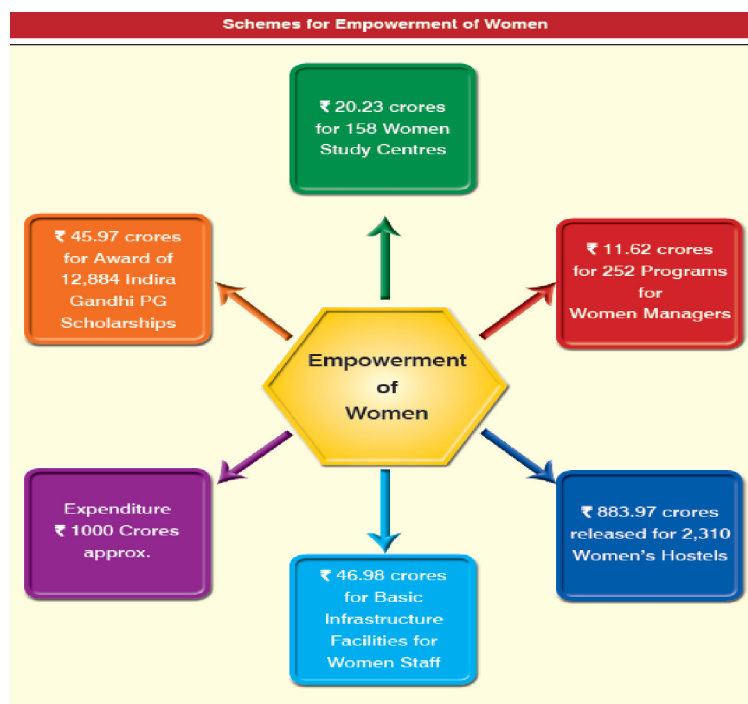 Schemes for Empowerment of Women
₹ 20.23 crores
for 158 Women
Study Centres
₹ 45.97 crores
for Award of
12,884 Indira
Gandhi PG
Scholarships
₹ 11.62 crores
for 252 Programs
for
Women Managers
Empowerment
of
Women
Expenditure
₹ 1000 Crores
approx.
₹ 883.97 crores
released for 2,310
Women's Hostels
₹ 46.98 crores
for Basic
Infrastructure
Facilities for
Women Staff